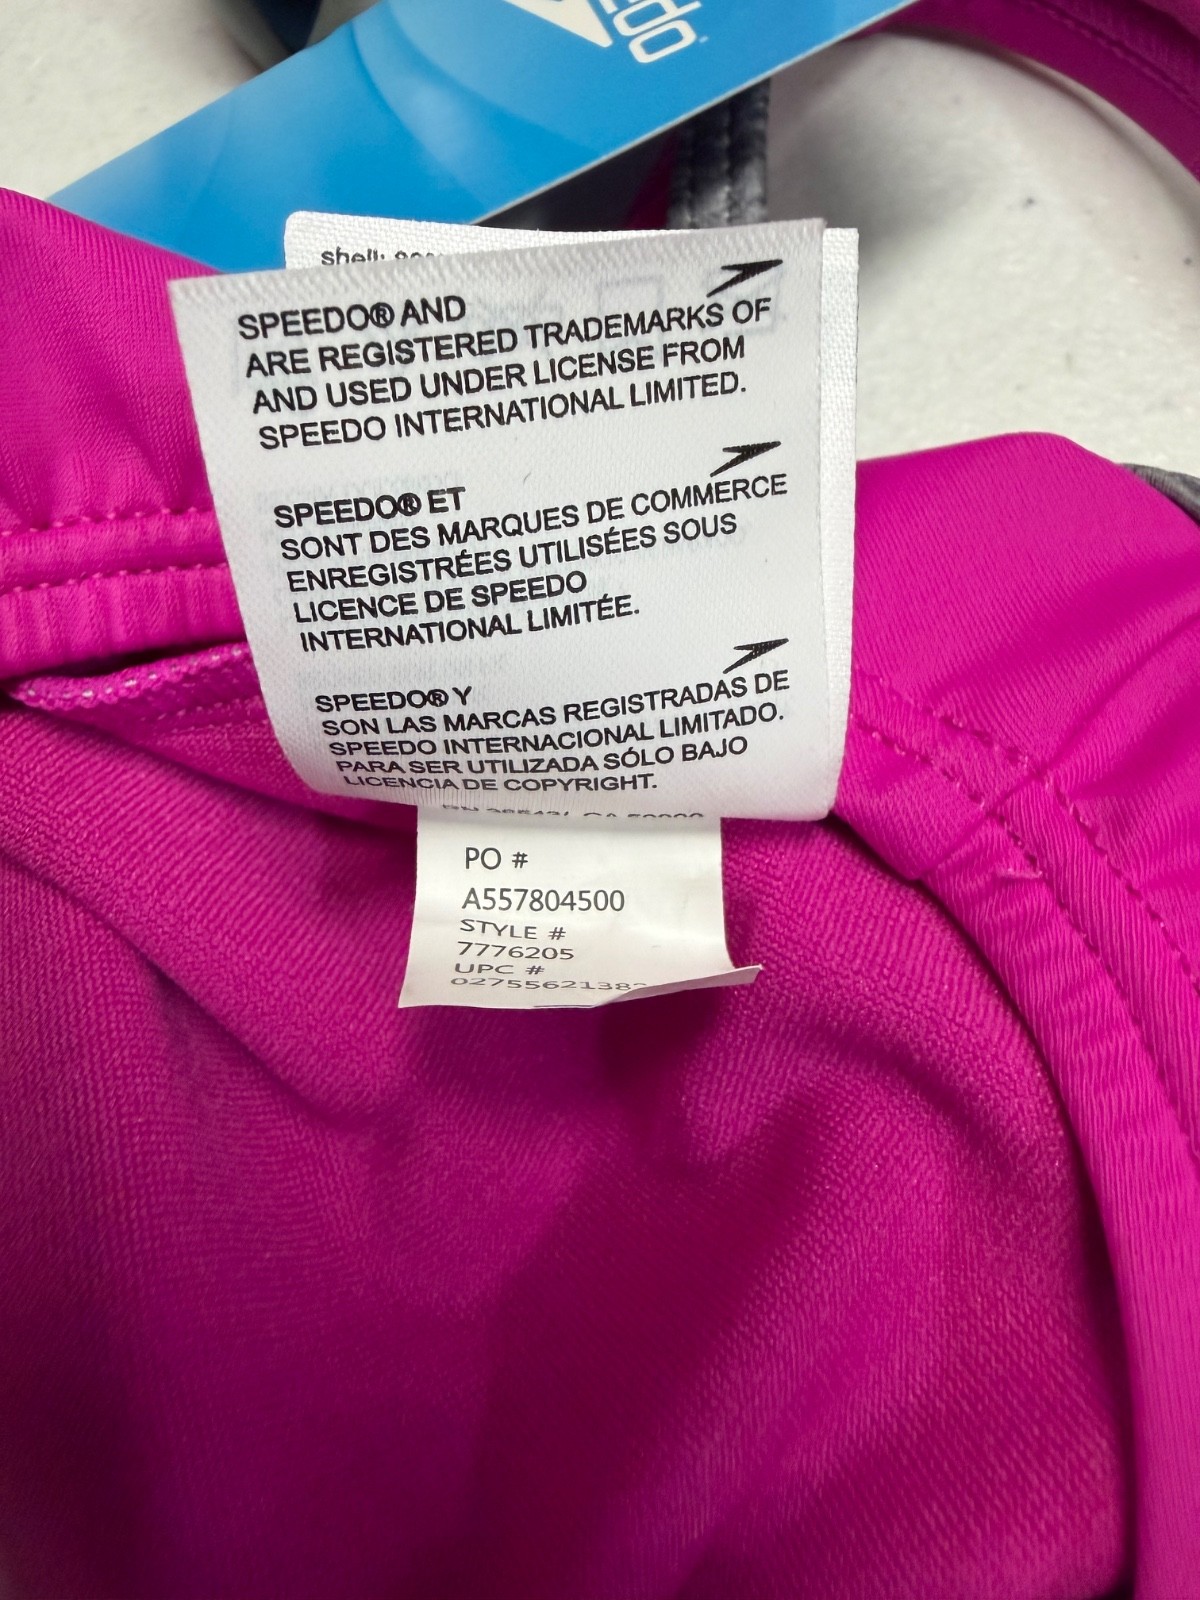 edo
shell:
SPEEDO® AND
ARE REGISTERED TRADEMARKS OF
AND USED UNDER LICENSE FROM
SPEEDO INTERNATIONAL LIMITED.
SPEEDO® ET
SONT DES MARQUES DE COMMERCE
ENREGISTRÉES UTILISÉES SOUS
LICENCE DE SPEEDO
INTERNATIONAL LIMITÉE.
SPEEDO® Y
SON LAS MARCAS REGISTRADAS DE
SPEEDO INTERNACIONAL LIMITADO.
PARA SER UTILIZADA SÓLO BAJO
LICENCIA DE COPYRIGHT.
PO #
A557804500
STYLE #
7776205
UPC #